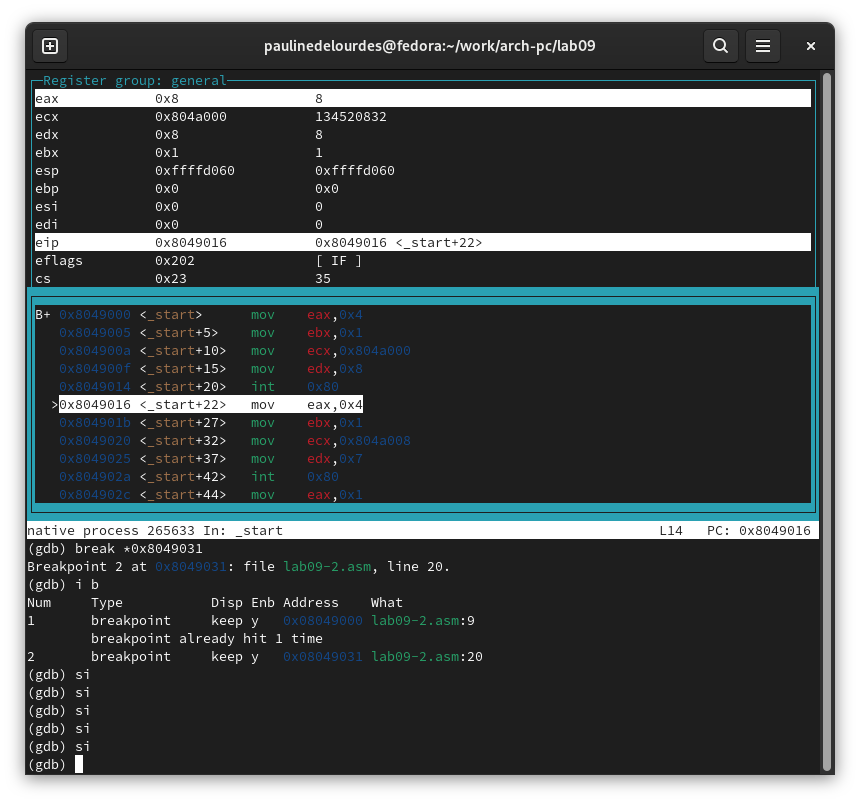 paulinedelourdes@fedora:~/work/arch-pc/lab09
Register group: general
eax 0x8 8
ecx 0x804a000 134520832
edx 0x8 8
ebx 0x1 1
esp 0xffffd060 0xffffd060
ebp 0x0 0x0
esi 0x0 0
edi 0x0 0
eip 0x8049016 0x8049016 <_start+22>
eflags 0x202 [ IF ]
cs 0x23 35
B+ 0x8049000 <_start> mov eax,0x4
0x8049005 <_start+5> mov ebx,0x1
0x804900a <_start+10> mov ecx,0x804a000
0x804900f <_start+15> mov edx,0x8
0x8049014 <_start+20> int 0x80
>0x8049016 <_start+22> mov eax,0x4
0x804901b <_start+27> mov ebx,0x1
0x8049020 <_start+32> mov ecx,0x804a008
0x8049025 <_start+37> mov edx,0x7
0x804902a <_start+42> int 0x80
0x804902c <_start+44> mov eax,0x1
native process 265633 In: _start L14 PC: 0x8049016
(gdb) break *0x8049031
Breakpoint 2 at 0x8049031: file lab09-2.asm, line 20.
(gdb) i b
Num Type Disp Enb Address What
1 breakpoint keep y 0x08049000 lab09-2.asm:9
breakpoint already hit 1 time
2 breakpoint keep y 0x08049031 lab09-2.asm:20
(gdb) si
(gdb) si
(gdb) si
(gdb) si
(gdb) si
(gdb)